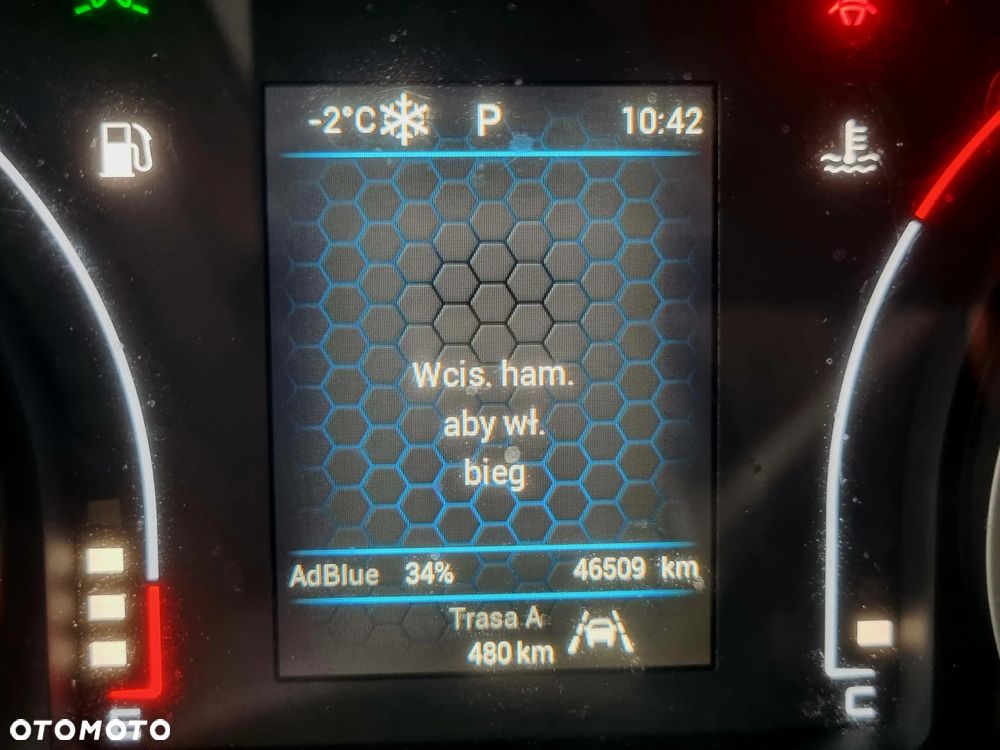 -2°C P 10:42
Wcis. ham.
aby wł.
bieg
AdBlue 34% 46509 km
Trasa A
480 km
C
OTOMOTO